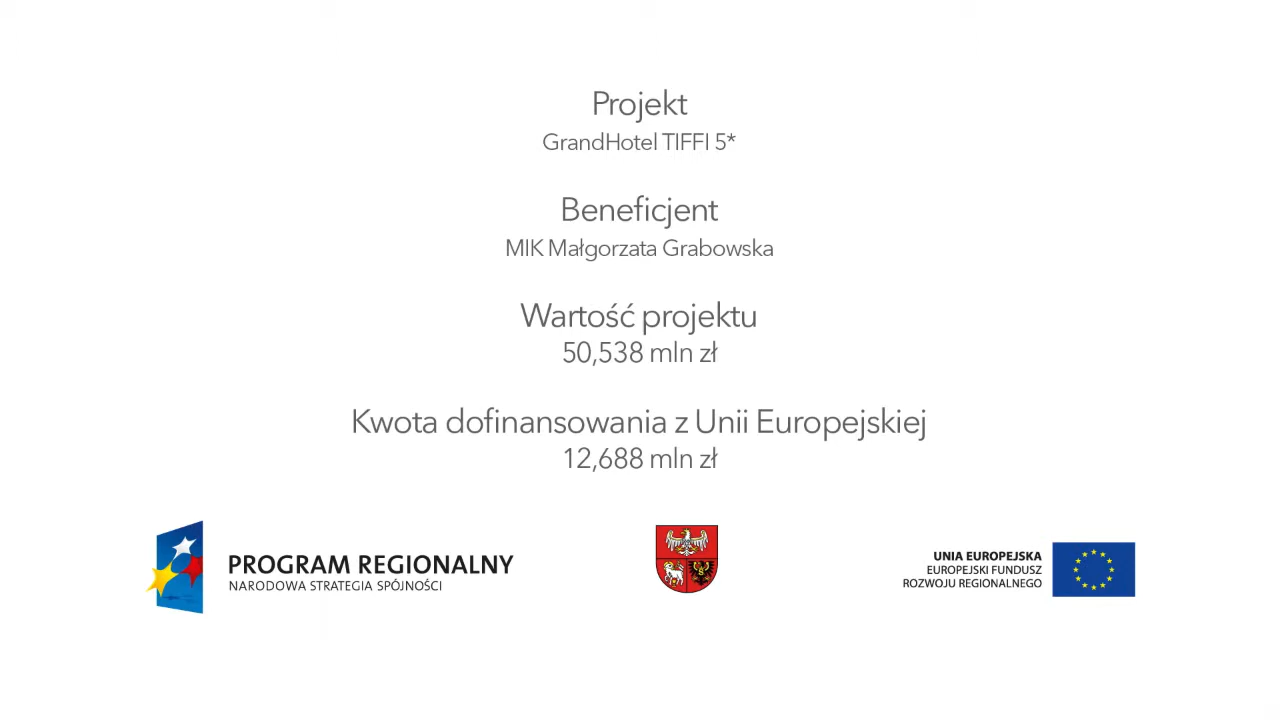 Projekt
GrandHotel TIFFI 5*
Beneficjent
MIK Małgorzata Grabowska
Wartość projektu
50,538 mln zł
Kwota dofinansowania z Unii Europejskiej
12,688 mln zł
PROGRAM REGIONALNY
NARODOWA STRATEGIA SPÓJNOŚCI
UNIA EUROPEJSKA
EUROPEJSKI FUNDUSZ
ROZWOJU REGIONALNEGO